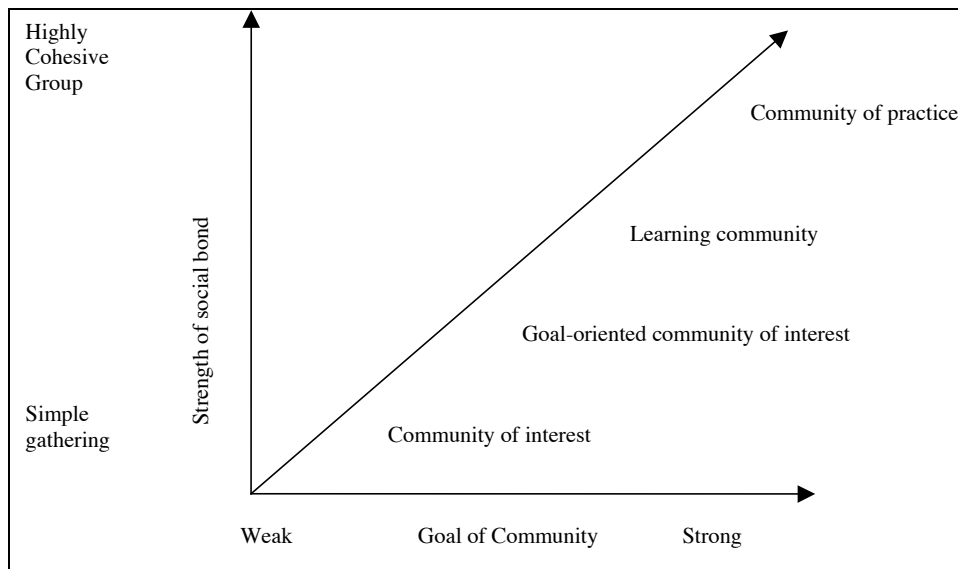 Highly
Cohesive
Group
Community of practice
Strength of social bond
Learning community
Goal-oriented community of interest
Simple
gathering
Community of interest
Weak
Goal of Community
Strong